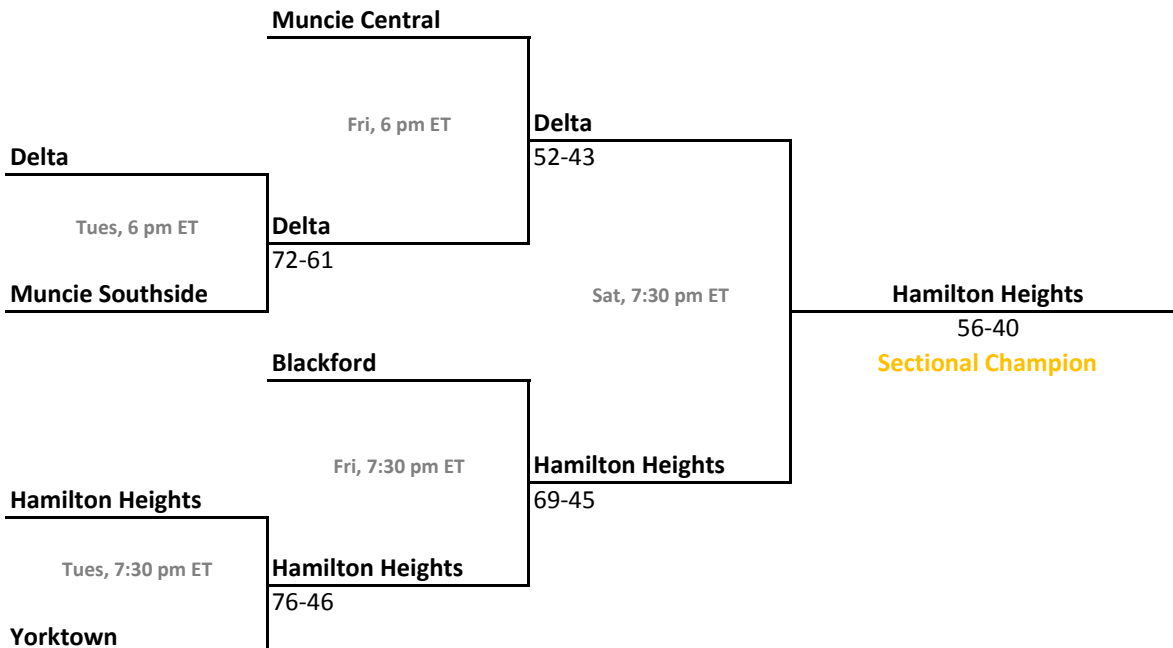 Muncie Central
Fri, 6 pm ET
Delta
52-43
Delta
Tues, 6 pm ET
Delta
72-61
Muncie Southside
Sat, 7:30 pm ET
Hamilton Heights
56-40
Sectional Champion
Blackford
Fri, 7:30 pm ET
Hamilton Heights
69-45
Hamilton Heights
Tues, 7:30 pm ET
Hamilton Heights
76-46
Yorktown